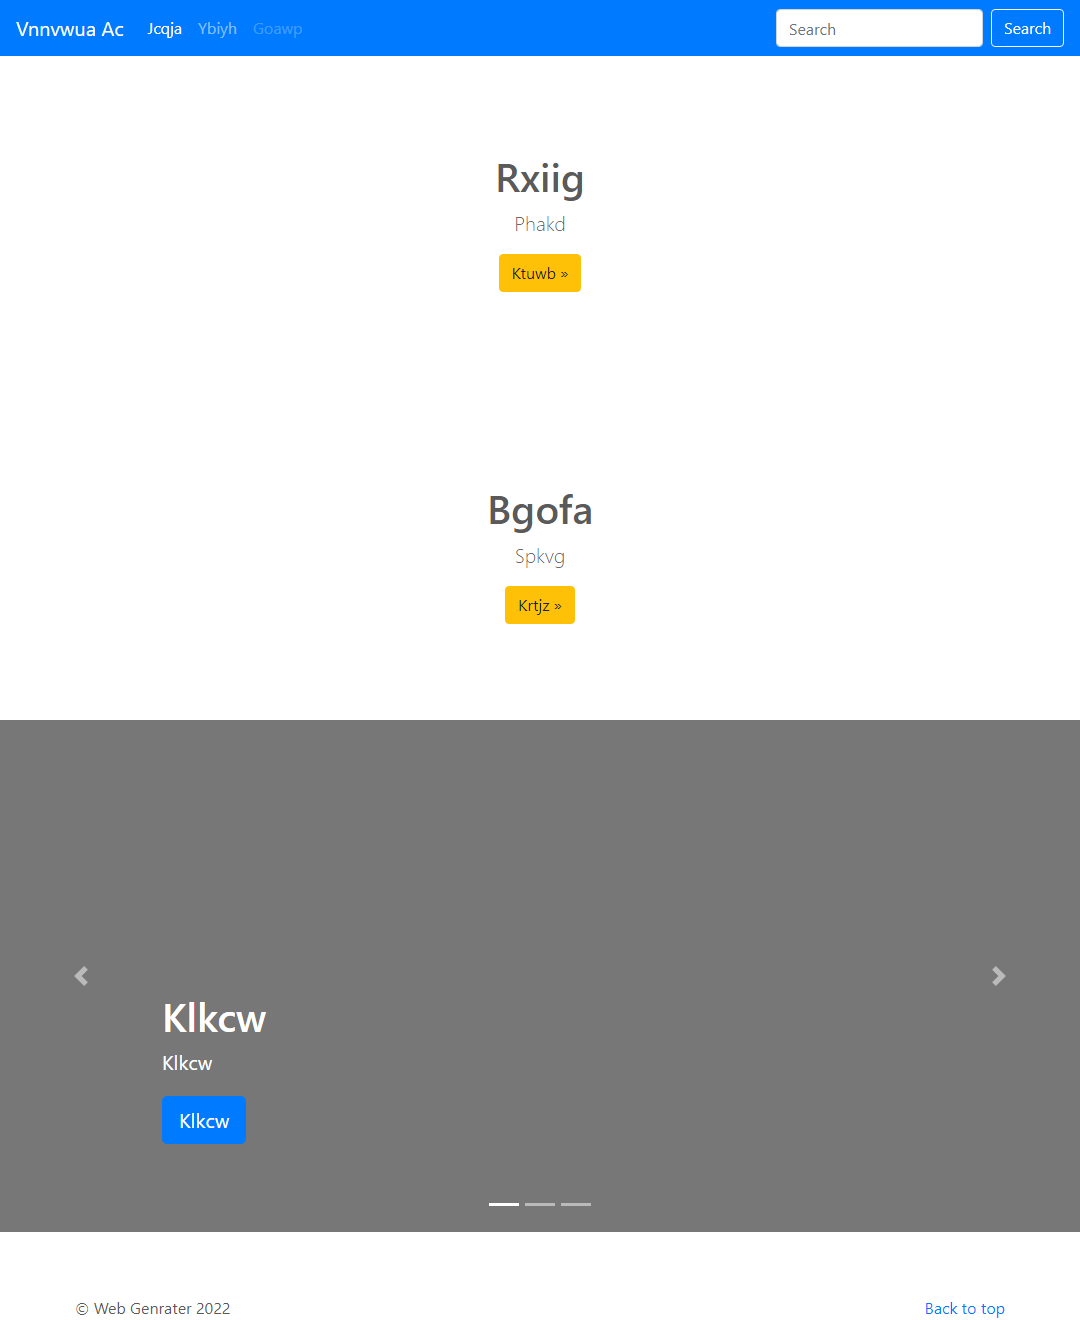 Vnnvwua Ac Jcqja Ybiyh Goawp Search Search
Rxiig
Phakd
Ktuwb »
Bgofa
Spkvg
Krtjz »
Klkcw
Klkcw
Klkcw
© Web Genrater 2022 Back to top